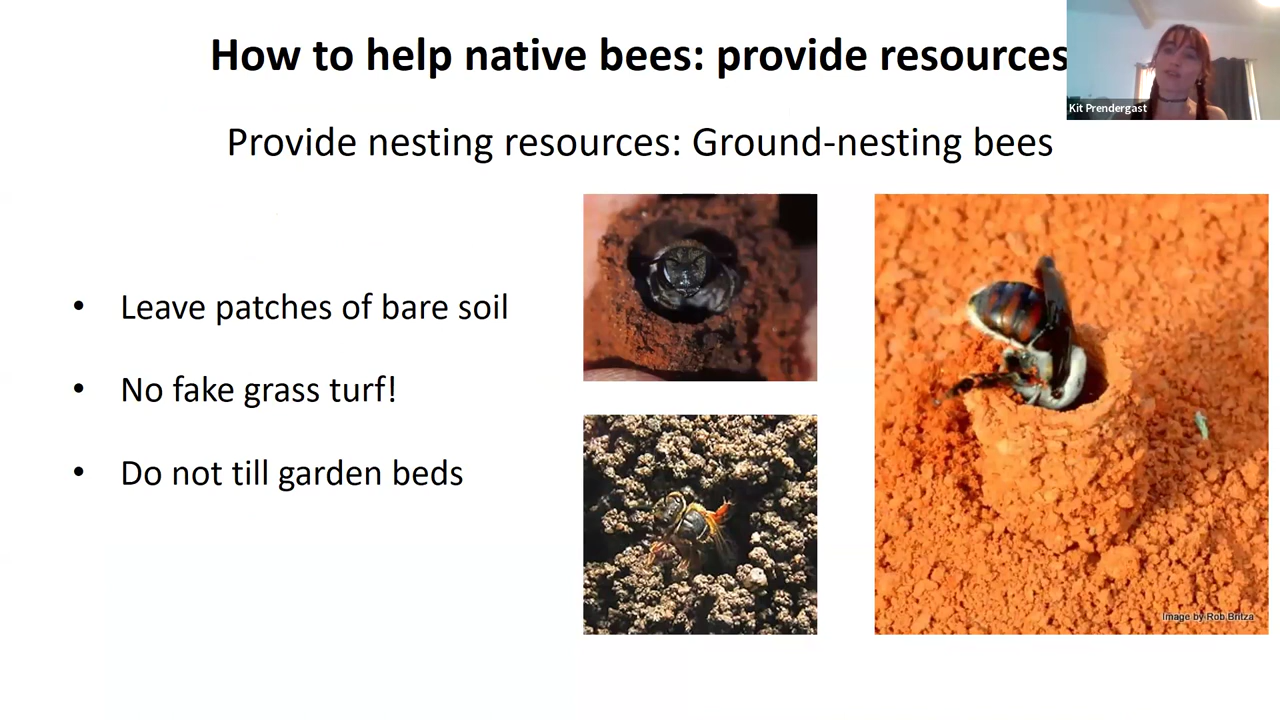 How to help native bees: provide resources
Kit Prendergast
Provide nesting resources: Ground-nesting bees
• Leave patches of bare soil
• No fake grass turf!
• Do not till garden beds
Image by Rob Britza